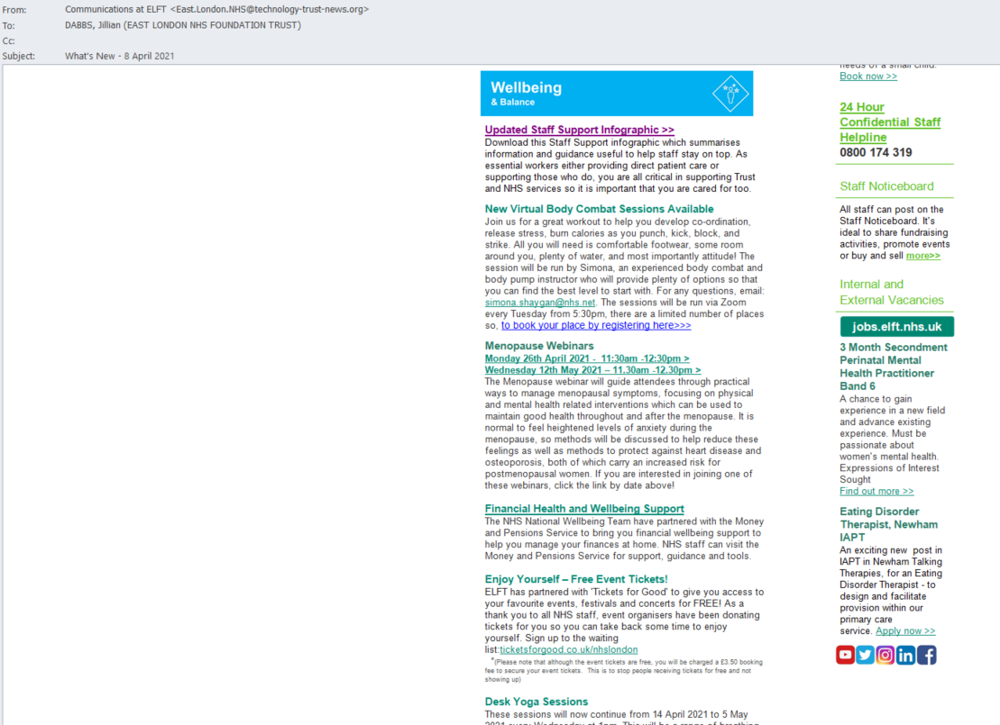 From: Communications at ELFT <East.London.NHS@technology-trust-news.org>
To: DABBS, Jillian (EAST LONDON NHS FOUNDATION TRUST)
Cc:
Subject: What's New - 8 April 2021
Wellbeing
& Balance
Updated Staff Support Infographic >>
Download this Staff Support infographic which summarises
information and guidance useful to help staff stay on top. As
essential workers either providing direct patient care or
supporting those who do, you are all critical in supporting Trust
and NHS services so it is important that you are cared for too.
New Virtual Body Combat Sessions Available
Join us for a great workout to help you develop co-ordination,
release stress, burn calories as you punch, kick, block, and
strike. All you will need is comfortable footwear, some room
around you, plenty of water, and most importantly attitude! The
session will be run by Simona, an experienced body combat and
body pump instructor who will provide plenty of options so that
you can find the best level to start with. For any questions, email:
simona.shaygan@nhs.net. The sessions will be run via Zoom
every Tuesday from 5:30pm, there are a limited number of places
so, to book your place by registering here>>>
Menopause Webinars
Monday 26th April 2021 - 11:30am -12:30pm >
Wednesday 12th May 2021 – 11.30am -12.30pm >
The Menopause webinar will guide attendees through practical
ways to manage menopausal symptoms, focusing on physical
and mental health related interventions which can be used to
maintain good health throughout and after the menopause. It is
normal to feel heightened levels of anxiety during the
menopause, so methods will be discussed to help reduce these
feelings as well as methods to protect against heart disease and
osteoporosis, both of which carry an increased risk for
postmenopausal women. If you are interested in joining one of
these webinars, click the link by date above!
Financial Health and Wellbeing Support
The NHS National Wellbeing Team have partnered with the Money
and Pensions Service to bring you financial wellbeing support to
help you manage your finances at home. NHS staff can visit the
Money and Pensions Service for support, guidance and tools.
Enjoy Yourself – Free Event Tickets!
ELFT has partnered with 'Tickets for Good' to give you access to
your favourite events, festivals and concerts for FREE! As a
thank you to all NHS staff, event organisers have been donating
tickets for you so you can take back some time to enjoy
yourself. Sign up to the waiting
list:ticketsforgood.co.uk/nhslondon
*(Please note that although the event tickets are free, you will be charged a £3.50 booking
fee to secure your event tickets. This is to stop people receiving tickets for free and not
showing up)
Desk Yoga Sessions
These sessions will now continue from 14 April 2021 to 5 May
2021 every Wednesday at 1pm. This will be a range of breathing
needs of a small child.
Book now >>
24 Hour
Confidential Staff
Helpline
0800 174 319
Staff Noticeboard
All staff can post on the
Staff Noticeboard. It's
ideal to share fundraising
activities, promote events
or buy and sell more>>
Internal and
External Vacancies
jobs.elft.nhs.uk
3 Month Secondment
Perinatal Mental
Health Practitioner
Band 6
A chance to gain
experience in a new field
and advance existing
experience. Must be
passionate about
women's mental health.
Expressions of Interest
Sought
Find out more >>
Eating Disorder
Therapist, Newham
IAPT
An exciting new post in
IAPT in Newham Talking
Therapies, for an Eating
Disorder Therapist - to
design and facilitate
provision within our
primary care
service. Apply now >>